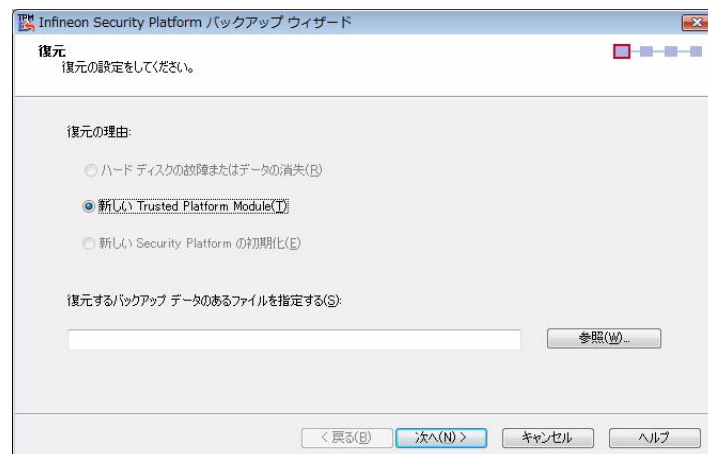 TPM
Infineon Security Platform バックアップ ウィザード
復元
復元の設定をしてください。
復元の理由:
ハード ディスクの故障またはデータの消失(R)
新しい Trusted Platform Module(T)
新しい Security Platform の初期化(E)
復元するバックアップ データのあるファイルを指定する(S):
参照(W)...
< 戻る(B)
次へ(N) >
キャンセル
ヘルプ